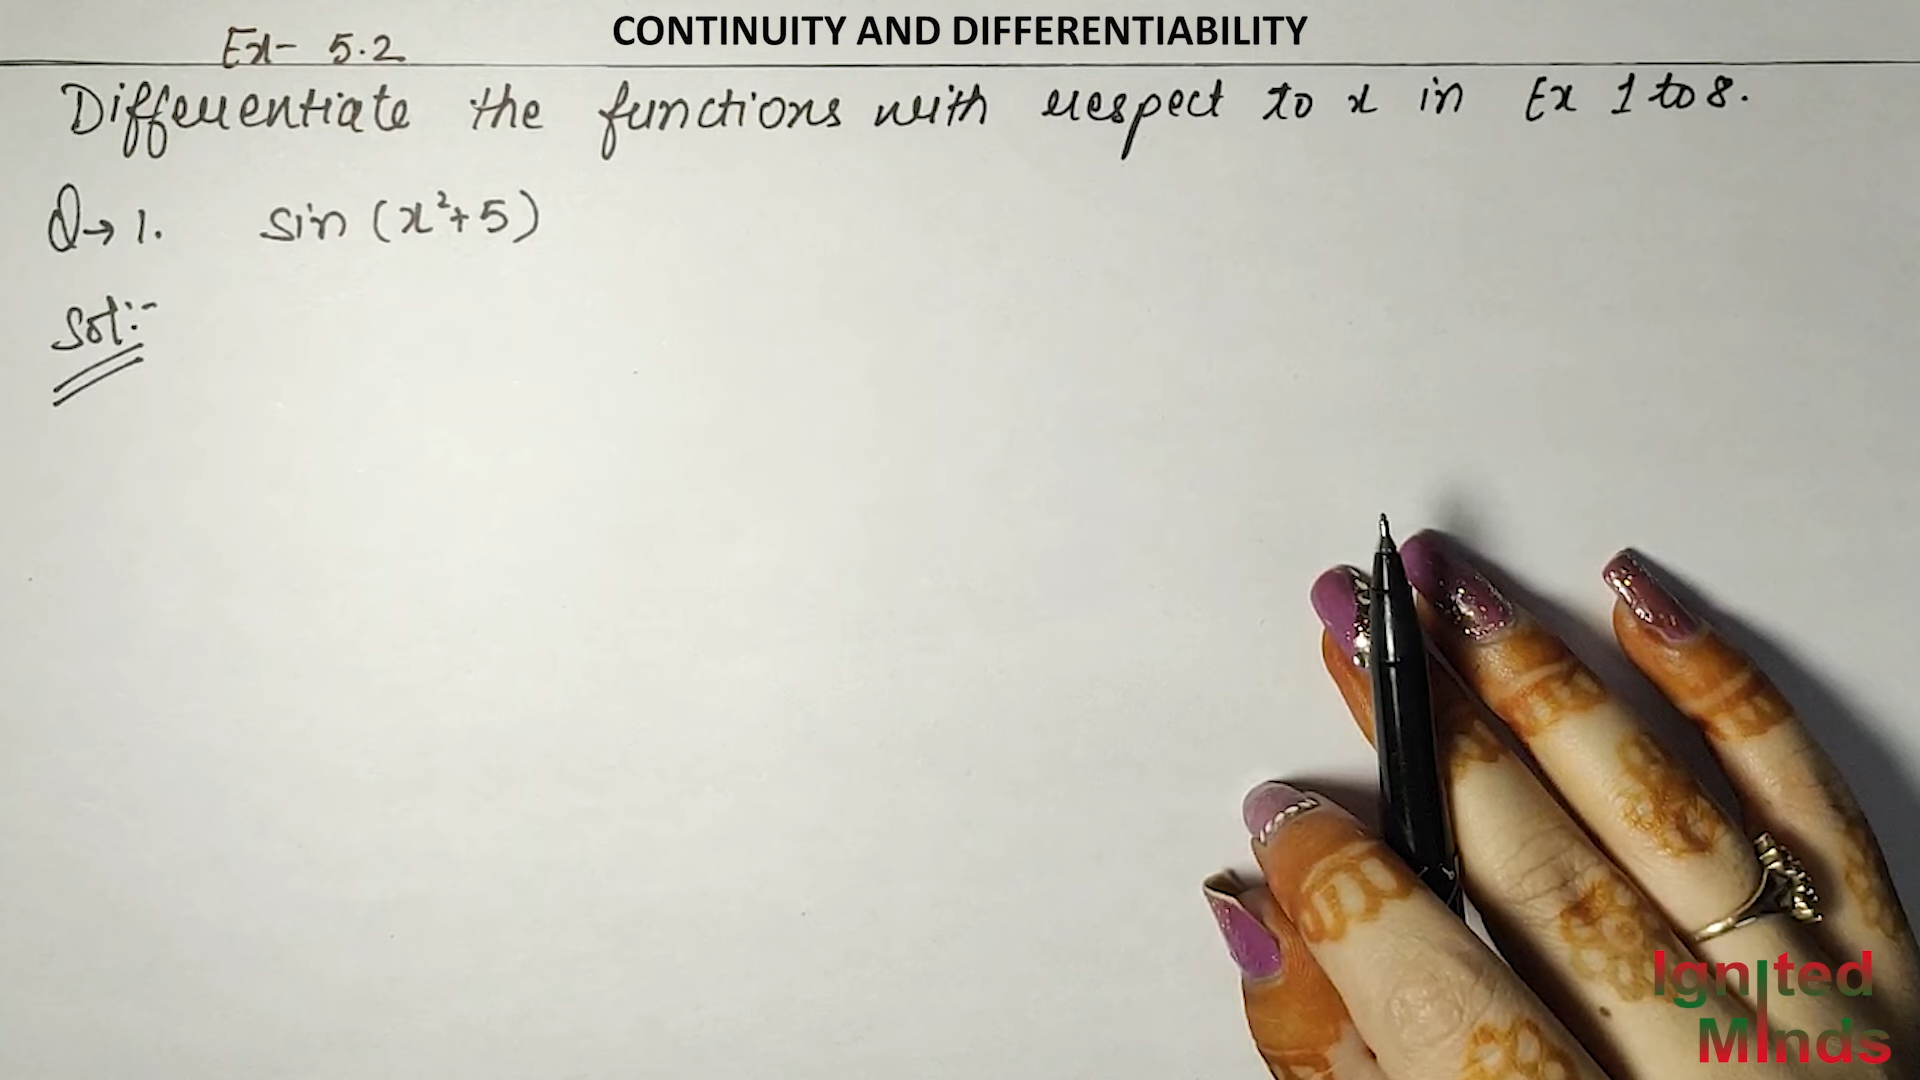 CONTINUITY AND DIFFERENTIABILITY
Ex- 5.2
Differentiate the functions with respect to x in Ex 1 to 8.
Q→ 1. sin (x²+5)
Sol:-
Ignited
Minds